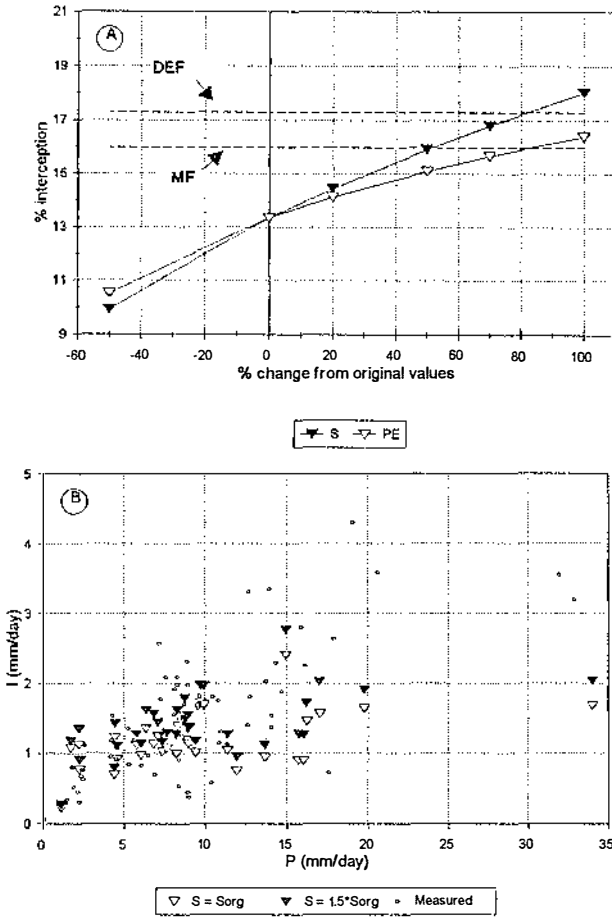 21
A
19
DEF
17
MF
15
13
11
9
% interception
-60 -40 -20 0 20 40 60 80 100
% change from original values
S PE
5
B
4
3
2
1
0
I (mm/day)
0 5 10 15 20 25 30 35
P (mm/day)
S = Sorg S = 1.5*Sorg Measured